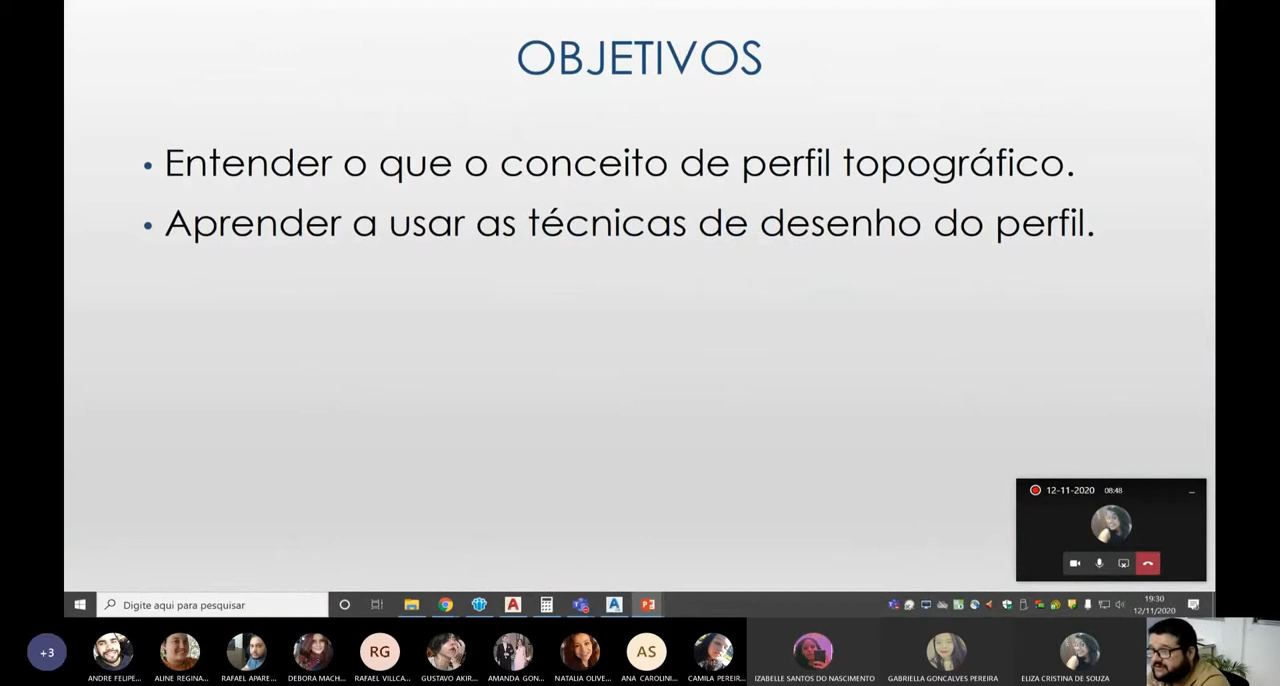 OBJETIVOS
• Entender o que o conceito de perfil topográfico.
• Aprender a usar as técnicas de desenho do perfil.
12-11-2020 08:48
Digite aqui para pesquisar
19:30
12/11/2020
+3
RG
AS
ANDRE FELIPE...
ALINE REGINA...
RAFAEL APARE...
DEBORA MACH...
RAFAEL VILLCA...
GUSTAVO AKIR...
AMANDA GON...
NATALIA OLIVE...
ANA CAROLINI...
CAMILA PEREIR...
IZABELLE SANTOS DO NASCIMENTO
GABRIELLA GONCALVES PEREIRA
ELIZA CRISTINA DE SOUZA